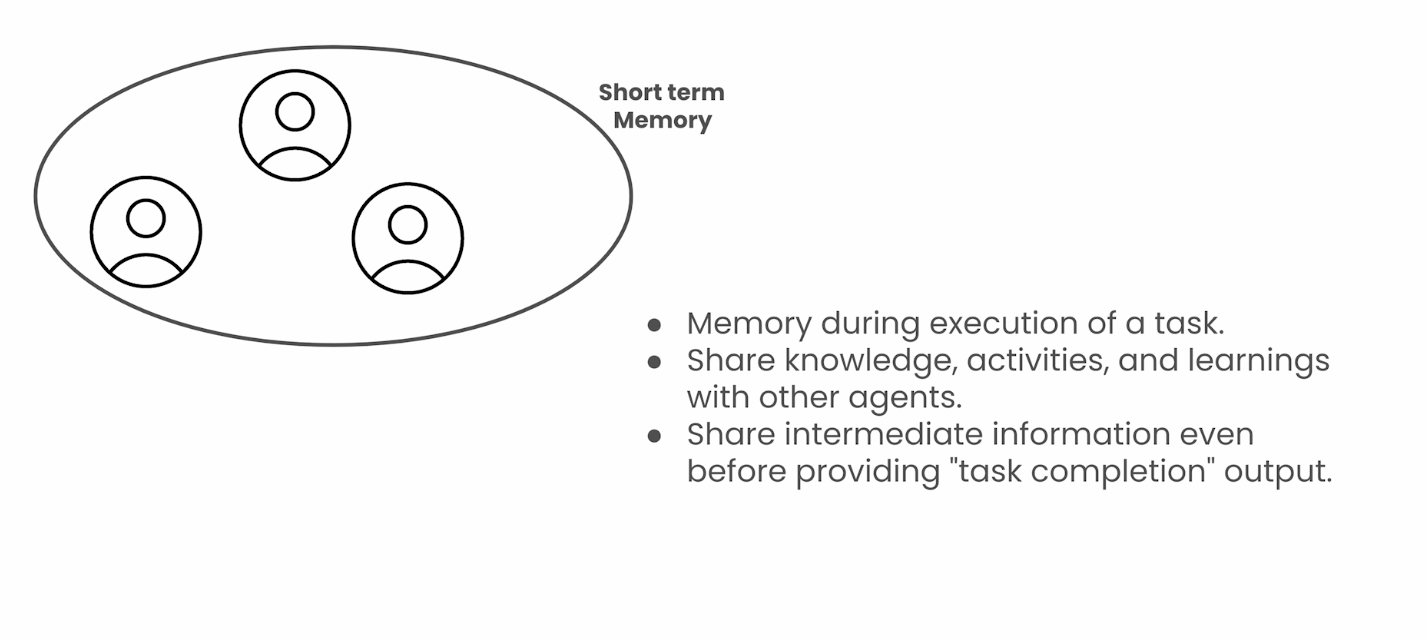 Short term
Memory
● Memory during execution of a task.
● Share knowledge, activities, and learnings
with other agents.
● Share intermediate information even
before providing "task completion" output.